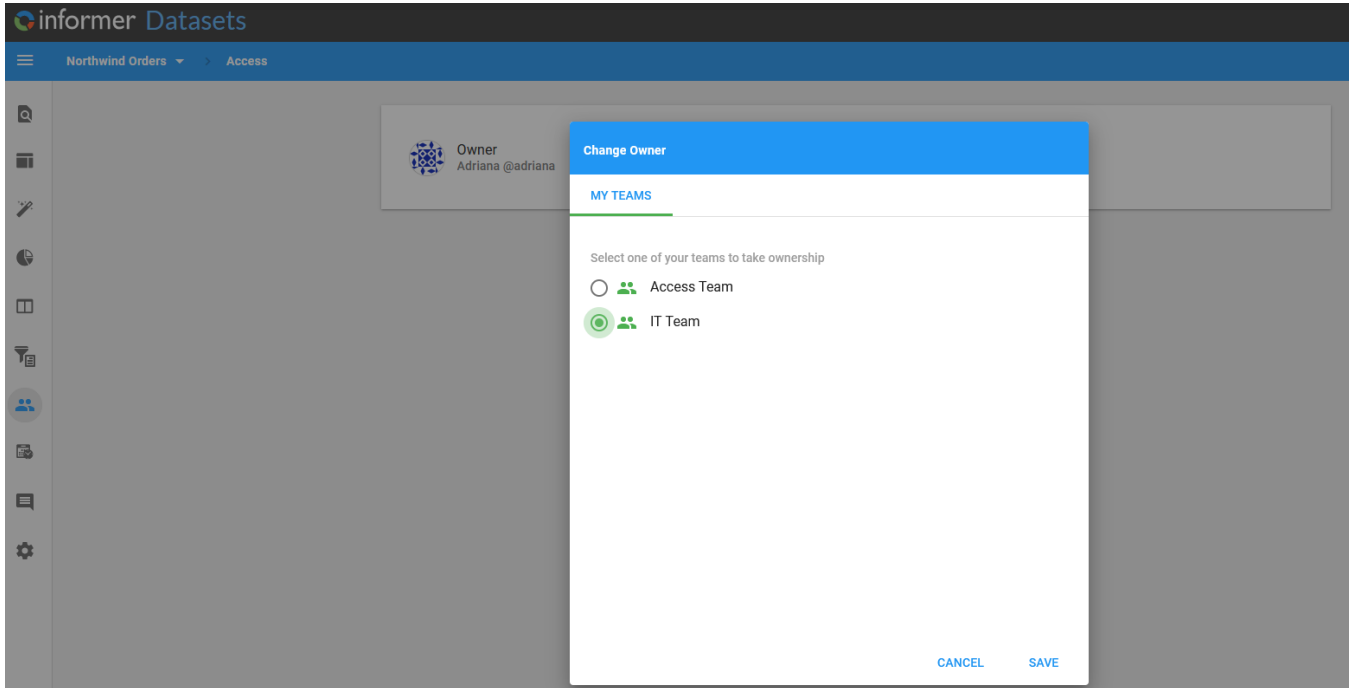 informer Datasets
Northwind Orders > Access
Owner
Adriana @adriana
Change Owner
MY TEAMS
Select one of your teams to take ownership
Access Team
IT Team
CANCEL SAVE